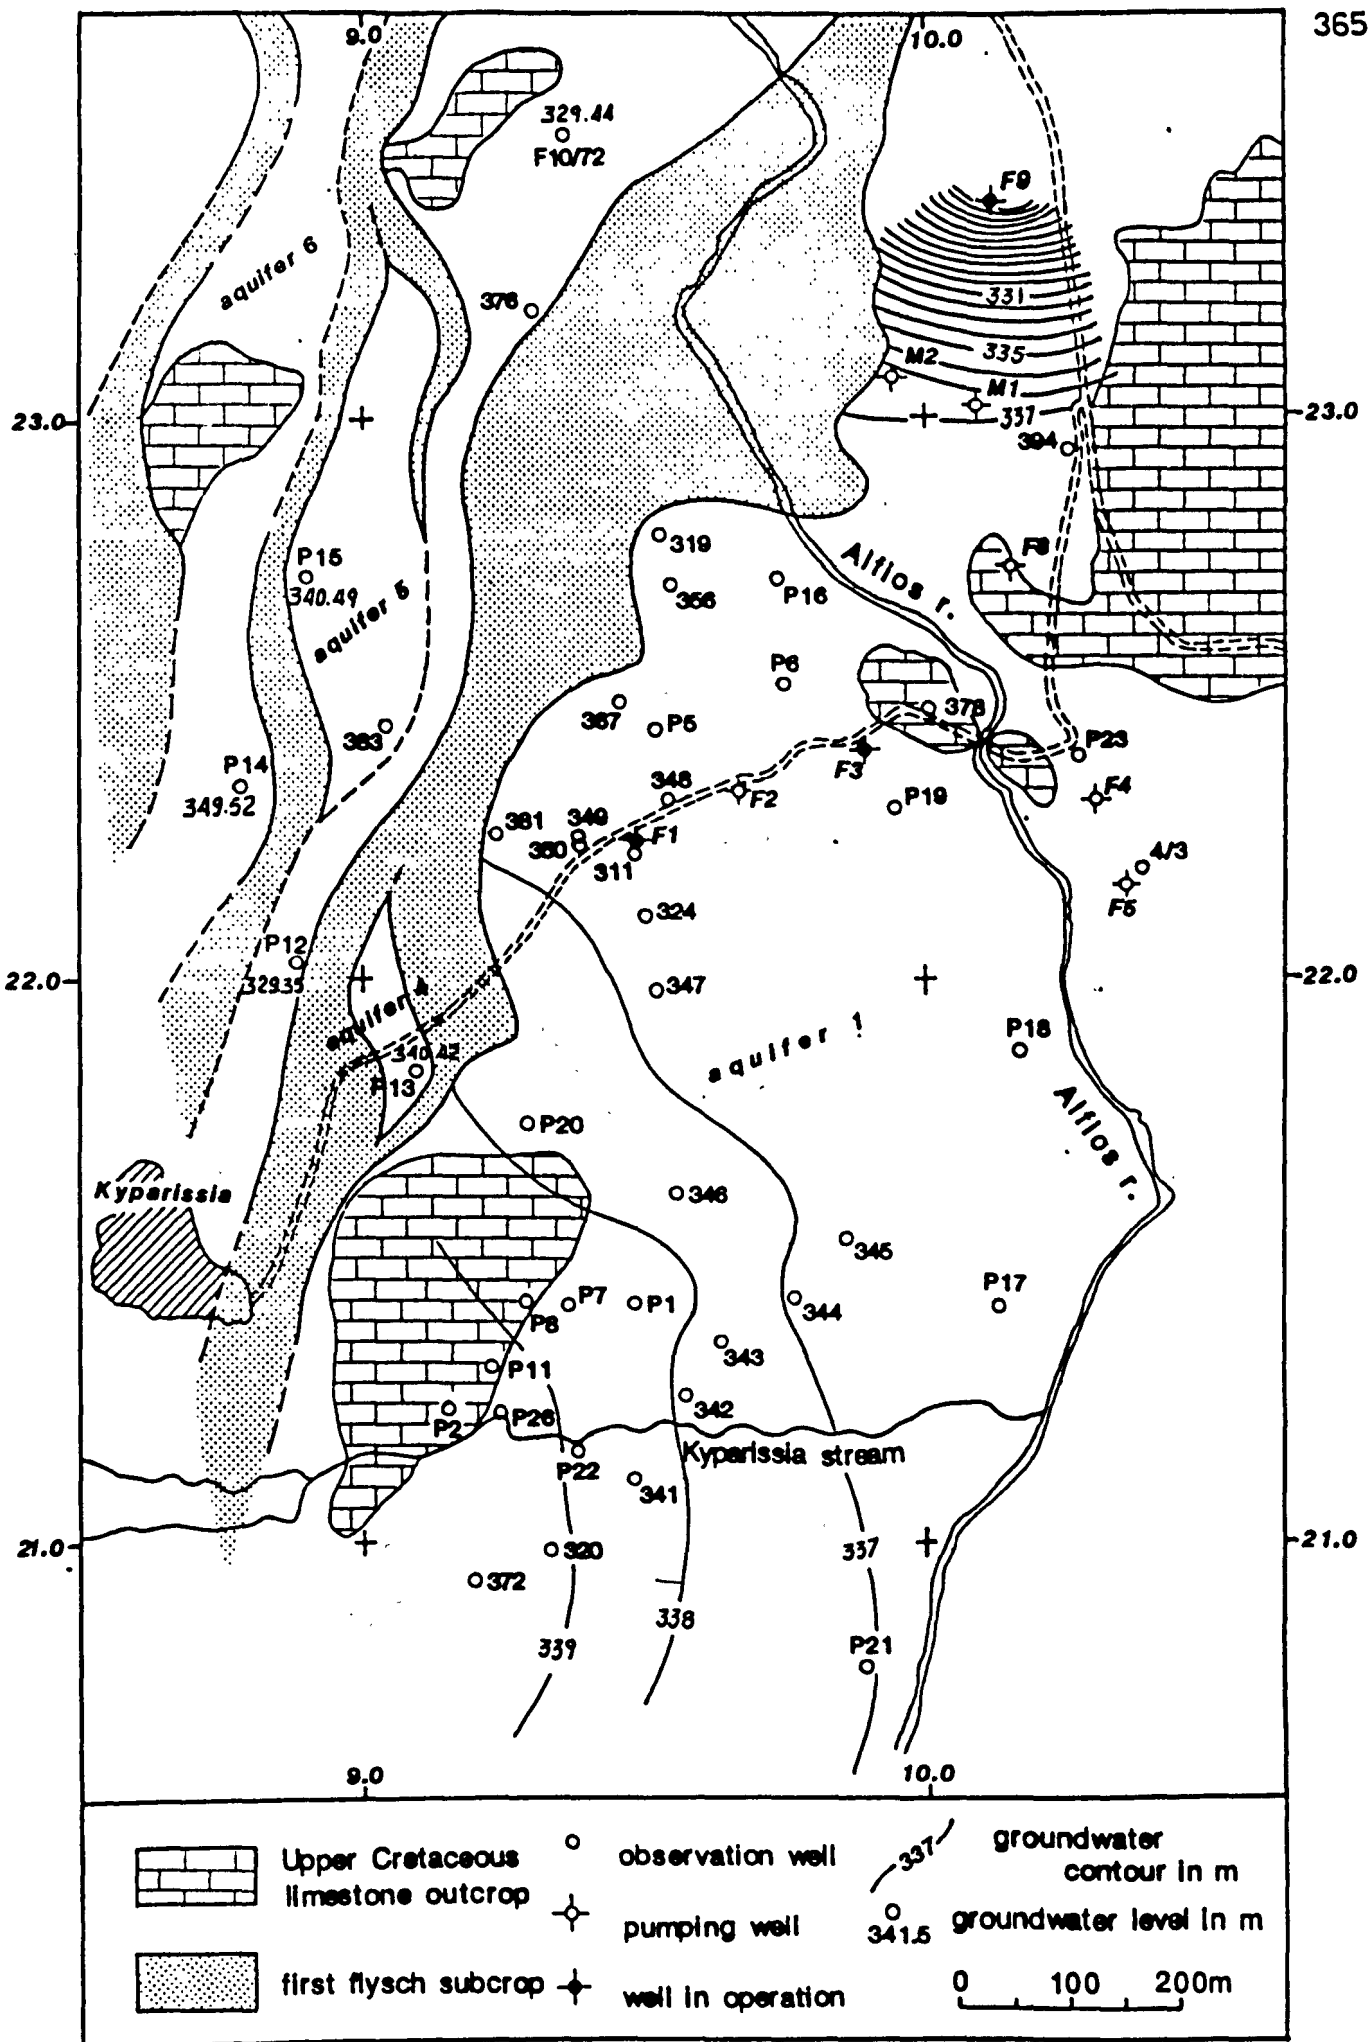 365
9.0
10.0
329.44
F10/72
F9
aquifer 6
376
331
335
M2
M1
23.0
337
23.0
394
319
Alfios r.
F8
P15
340.49
356
P16
aquifer 5
P6
367
P5
378
383
P23
P14
349.52
348
F3
F2
F4
P19
381
349
F1
350
311
4/3
F5
324
P12
329.35
22.0
347
22.0
aquifer 4
aquifer 1
P18
340.42
P13
Alfios r.
P20
Kyparissia
346
345
P17
P8
P7
P1
344
343
P11
342
P2
P26
Kyparissia stream
P22
341
21.0
320
337
21.0
372
338
339
P21
9.0
10.0
Upper Cretaceous
limestone outcrop
observation well
337
groundwater
contour in m
pumping well
341.5
groundwater level in m
first flysch subcrop
well in operation
0 100 200m